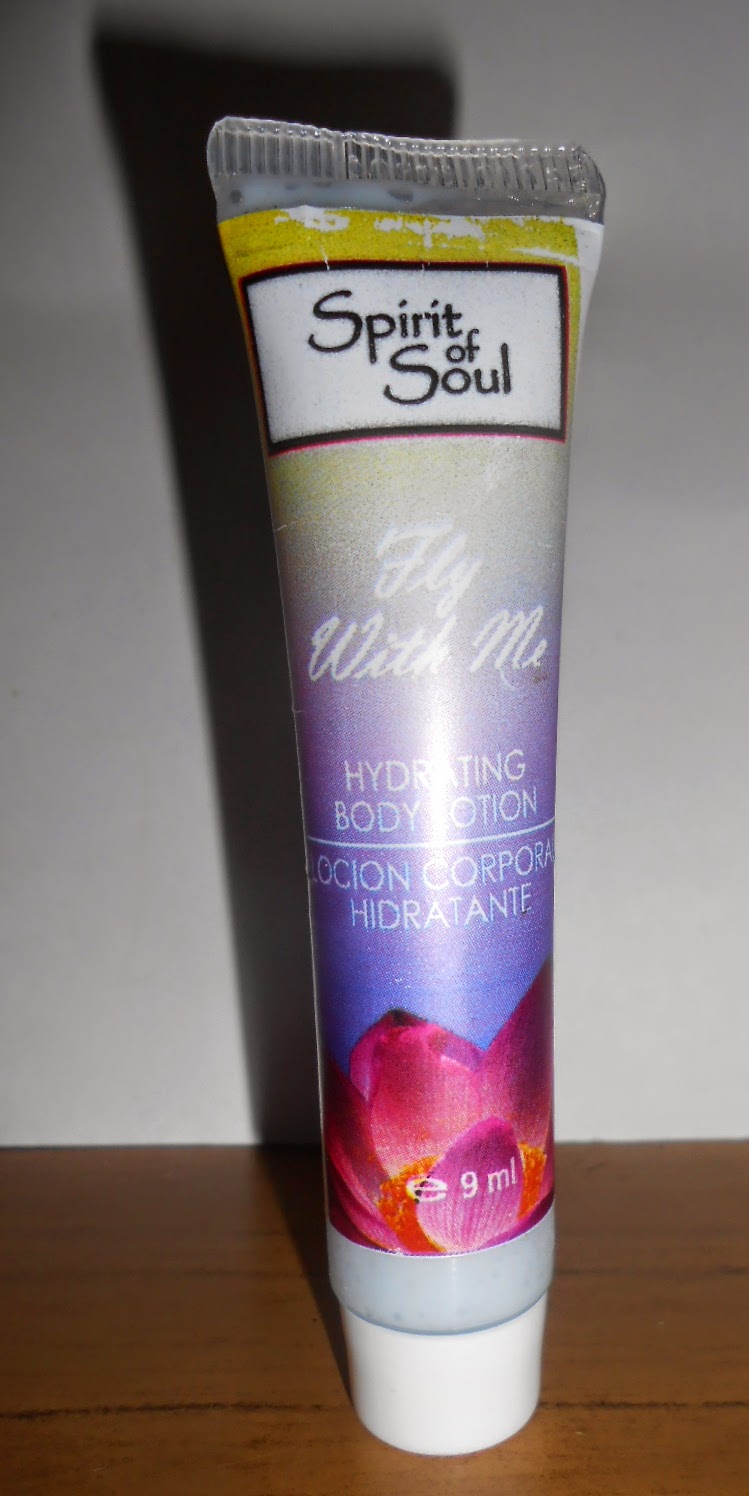 Spirit
of
Soul
Fly
With Me
HYDRATING
BODY LOTION
LOCION CORPORAL
HIDRATANTE
℮ 9 ml